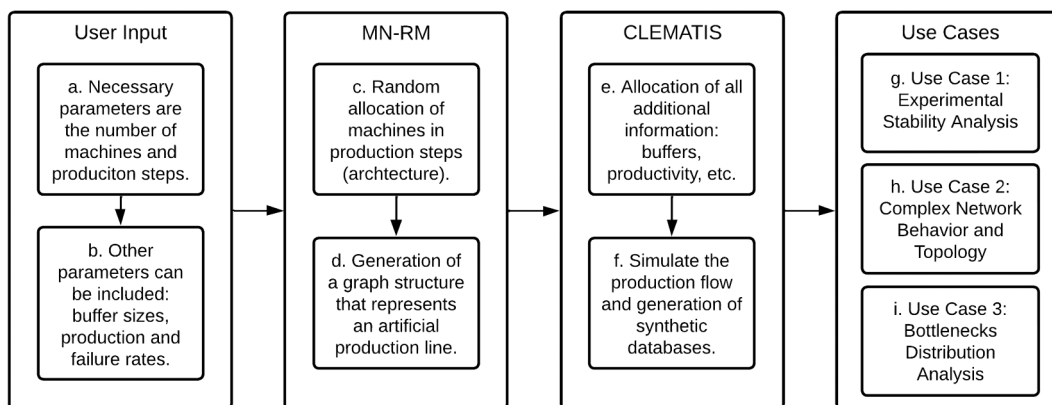 User Input
a. Necessary
parameters are
the number of
machines and
produciton steps.
b. Other
parameters can
be included:
buffer sizes,
production and
failure rates.
MN-RM
c. Random
allocation of
machines in
production steps
(archtecture).
d. Generation of
a graph structure
that represents
an artificial
production line.
CLEMATIS
e. Allocation of all
additional
information:
buffers,
productivity, etc.
f. Simulate the
production flow
and generation of
synthetic
databases.
Use Cases
g. Use Case 1:
Experimental
Stability Analysis
h. Use Case 2:
Complex Network
Behavior and
Topology
i. Use Case 3:
Bottlenecks
Distribution
Analysis